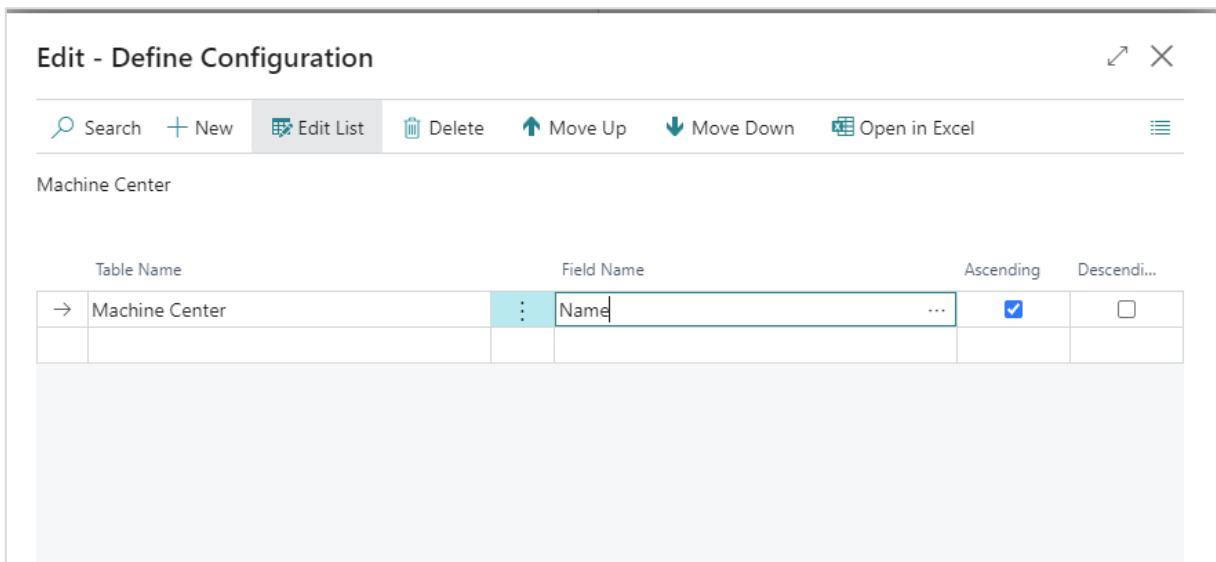 Edit - Define Configuration
Search New Edit List Delete Move Up Move Down Open in Excel
Machine Center
Table Name Field Name Ascending Descendi...
Machine Center Name